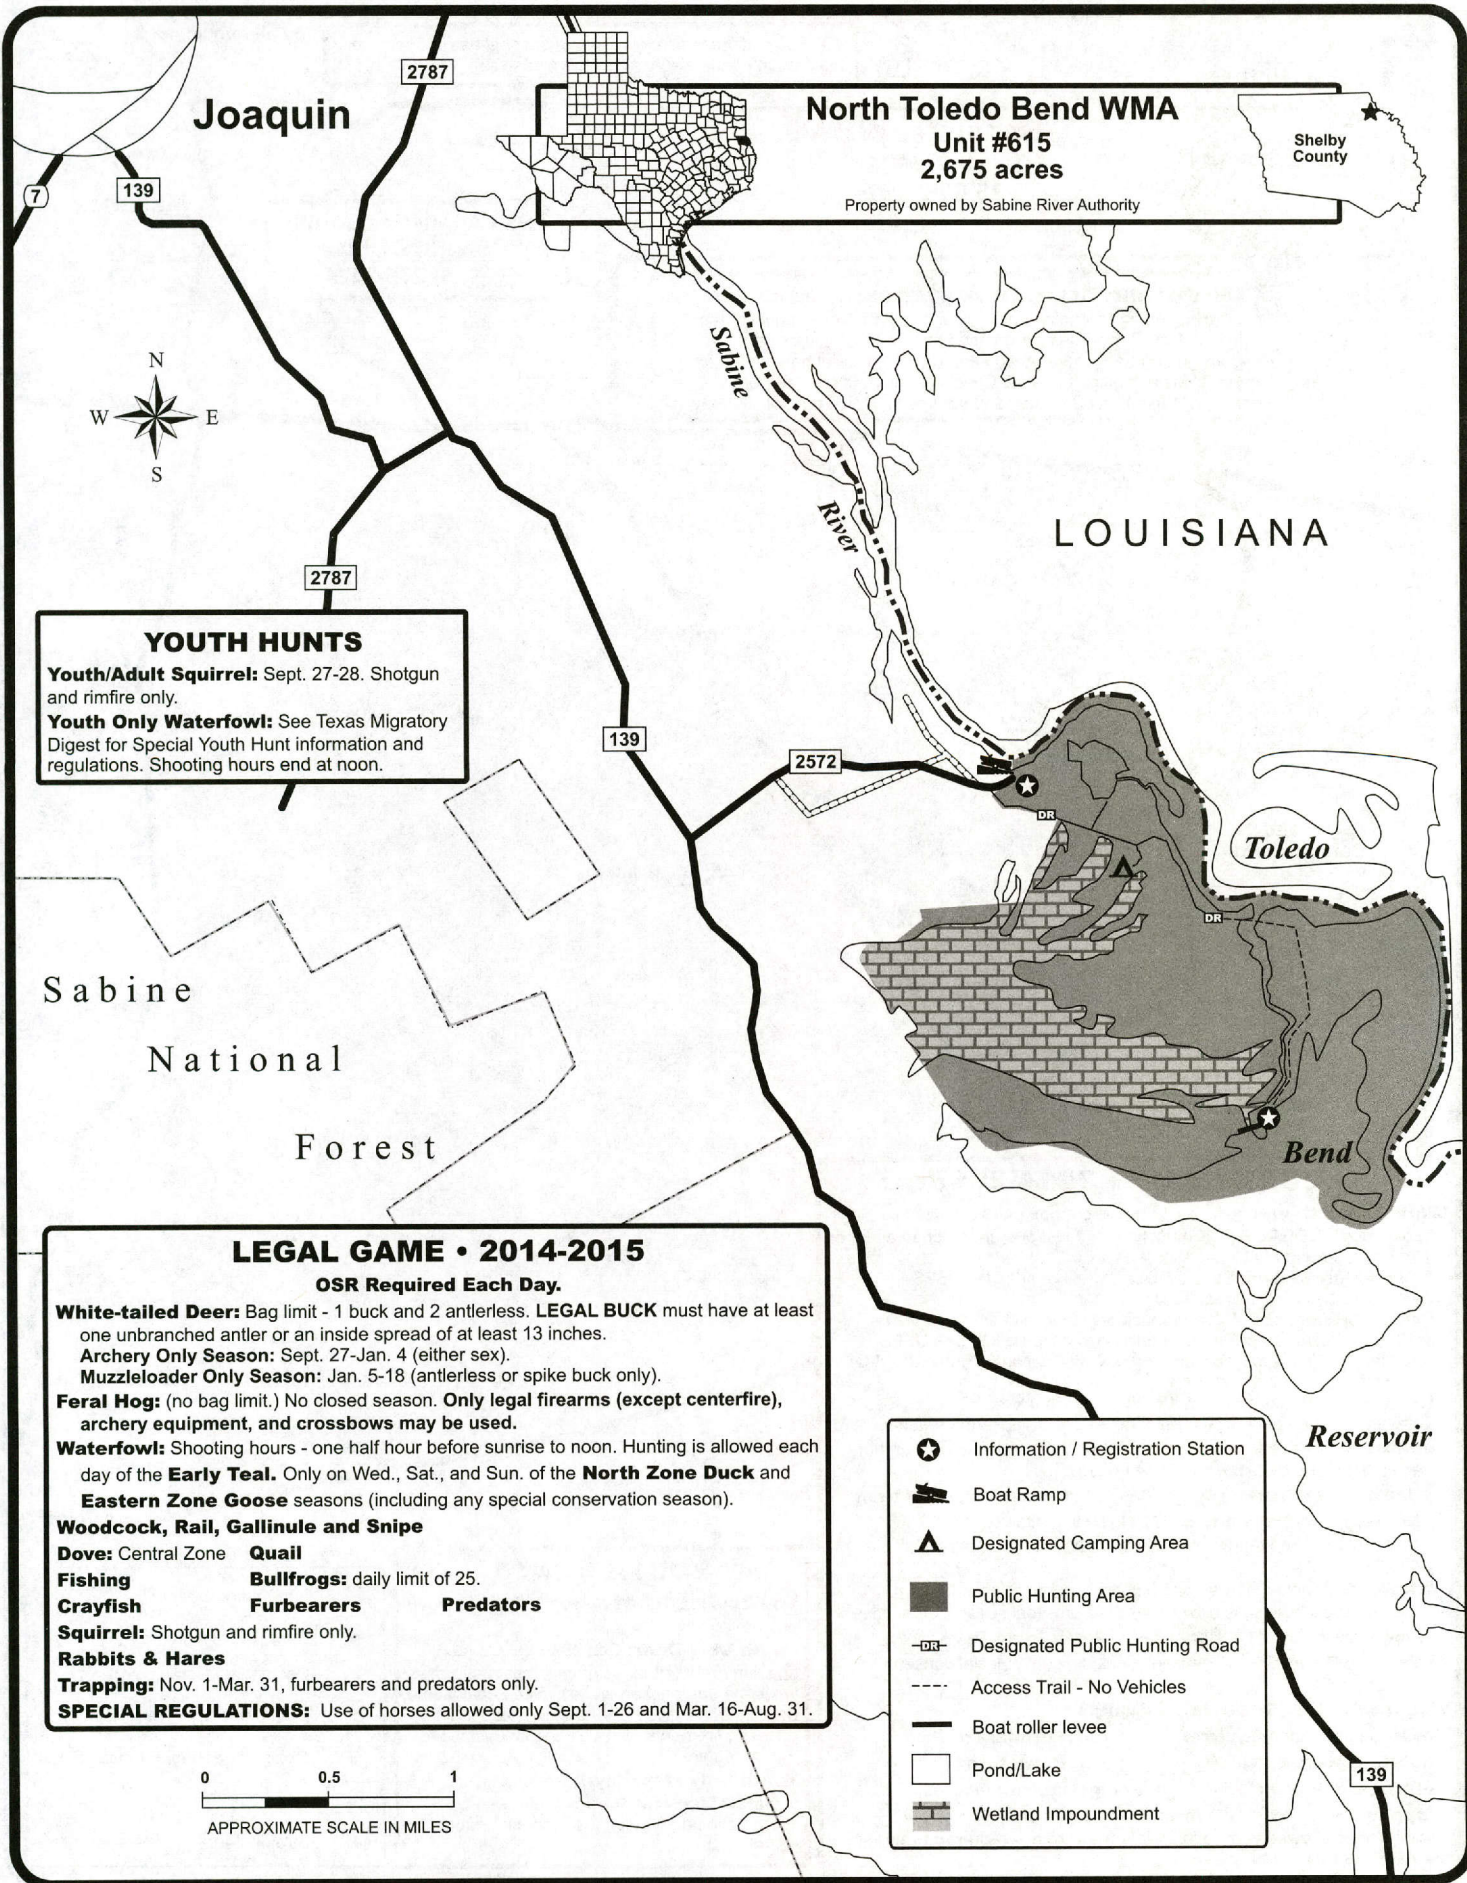 2787
Joaquin
7
139
North Toledo Bend WMA
Unit #615
2,675 acres
Property owned by Sabine River Authority
Shelby
County
Sabine
River
N
W E
S
LOUISIANA
2787
YOUTH HUNTS
Youth/Adult Squirrel: Sept. 27-28. Shotgun
and rimfire only.
Youth Only Waterfowl: See Texas Migratory
Digest for Special Youth Hunt information and
regulations. Shooting hours end at noon.
139
2572
DR
Toledo
DR
Sabine
National
Forest
Bend
Reservoir
LEGAL GAME • 2014-2015
OSR Required Each Day.
White-tailed Deer: Bag limit - 1 buck and 2 antlerless. LEGAL BUCK must have at least
one unbranched antler or an inside spread of at least 13 inches.
Archery Only Season: Sept. 27-Jan. 4 (either sex).
Muzzleloader Only Season: Jan. 5-18 (antlerless or spike buck only).
Feral Hog: (no bag limit.) No closed season. Only legal firearms (except centerfire),
archery equipment, and crossbows may be used.
Waterfowl: Shooting hours - one half hour before sunrise to noon. Hunting is allowed each
day of the Early Teal. Only on Wed., Sat., and Sun. of the North Zone Duck and
Eastern Zone Goose seasons (including any special conservation season).
Woodcock, Rail, Gallinule and Snipe
Dove: Central Zone Quail
Fishing Bullfrogs: daily limit of 25.
Crayfish Furbearers Predators
Squirrel: Shotgun and rimfire only.
Rabbits & Hares
Trapping: Nov. 1-Mar. 31, furbearers and predators only.
SPECIAL REGULATIONS: Use of horses allowed only Sept. 1-26 and Mar. 16-Aug. 31.
Information / Registration Station
Boat Ramp
Designated Camping Area
Public Hunting Area
DR Designated Public Hunting Road
Access Trail - No Vehicles
Boat roller levee
Pond/Lake
Wetland Impoundment
139
0 0.5 1
APPROXIMATE SCALE IN MILES